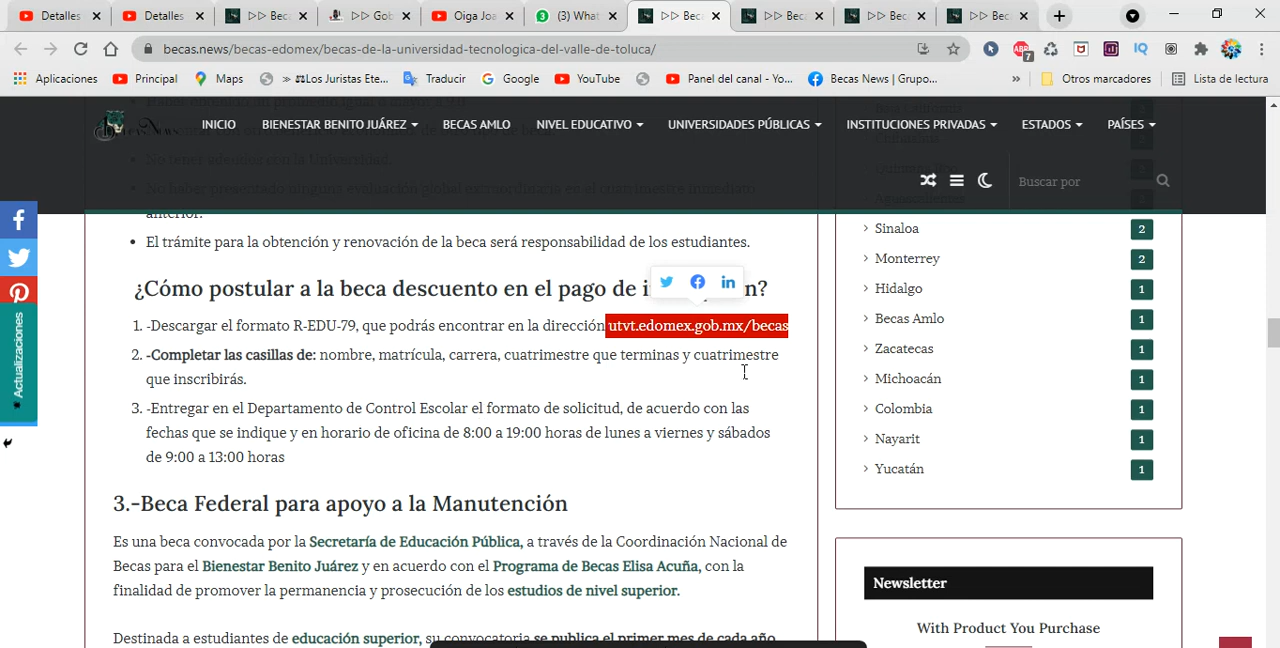 Detalles
Detalles
▷▷ Beca
▷▷ Gob
Oiga Joa
(3) What
▷▷ Bec
▷▷ Bec
▷▷ Bec
▷▷ Bec
becas.news/becas-edomex/becas-de-la-universidad-tecnologica-del-valle-de-toluca/
Aplicaciones Principal Maps » ⚖Los Juristas Ete... Traducir Google YouTube Panel del canal - Yo... Becas News | Grupo... » Otros marcadores Lista de lectura
INICIO BIENESTAR BENITO JUÁREZ BECAS AMLO NIVEL EDUCATIVO UNIVERSIDADES PÚBLICAS INSTITUCIONES PRIVADAS ESTADOS PAÍSES
No tener adeudos con la Universidad.
Buscar por
No haber presentado ninguna evaluación global extraordinaria en el cuatrimestre inmediato
anterior.
• El trámite para la obtención y renovación de la beca será responsabilidad de los estudiantes.
¿Cómo postular a la beca descuento en el pago de
1. -Descargar el formato R-EDU-79, que podrás encontrar en la dirección utvt.edomex.gob.mx/becas
2. -Completar las casillas de: nombre, matrícula, carrera, cuatrimestre que terminas y cuatrimestre
que inscribirás.
3. -Entregar en el Departamento de Control Escolar el formato de solicitud, de acuerdo con las
fechas que se indique y en horario de oficina de 8:00 a 19:00 horas de lunes a viernes y sábados
de 9:00 a 13:00 horas
3.-Beca Federal para apoyo a la Manutención
Es una beca convocada por la Secretaría de Educación Pública, a través de la Coordinación Nacional de
Becas para el Bienestar Benito Juárez y en acuerdo con el Programa de Becas Elisa Acuña, con la
finalidad de promover la permanencia y prosecución de los estudios de nivel superior.
Destinada a estudiantes de educación superior, su convocatoria se publica el primer mes de cada año
Actualizaciones
Sinaloa 2
Monterrey 2
Hidalgo 1
Becas Amlo 1
Zacatecas 1
Michoacán 1
Colombia 1
Nayarit 1
Yucatán 1
Newsletter
With Product You Purchase